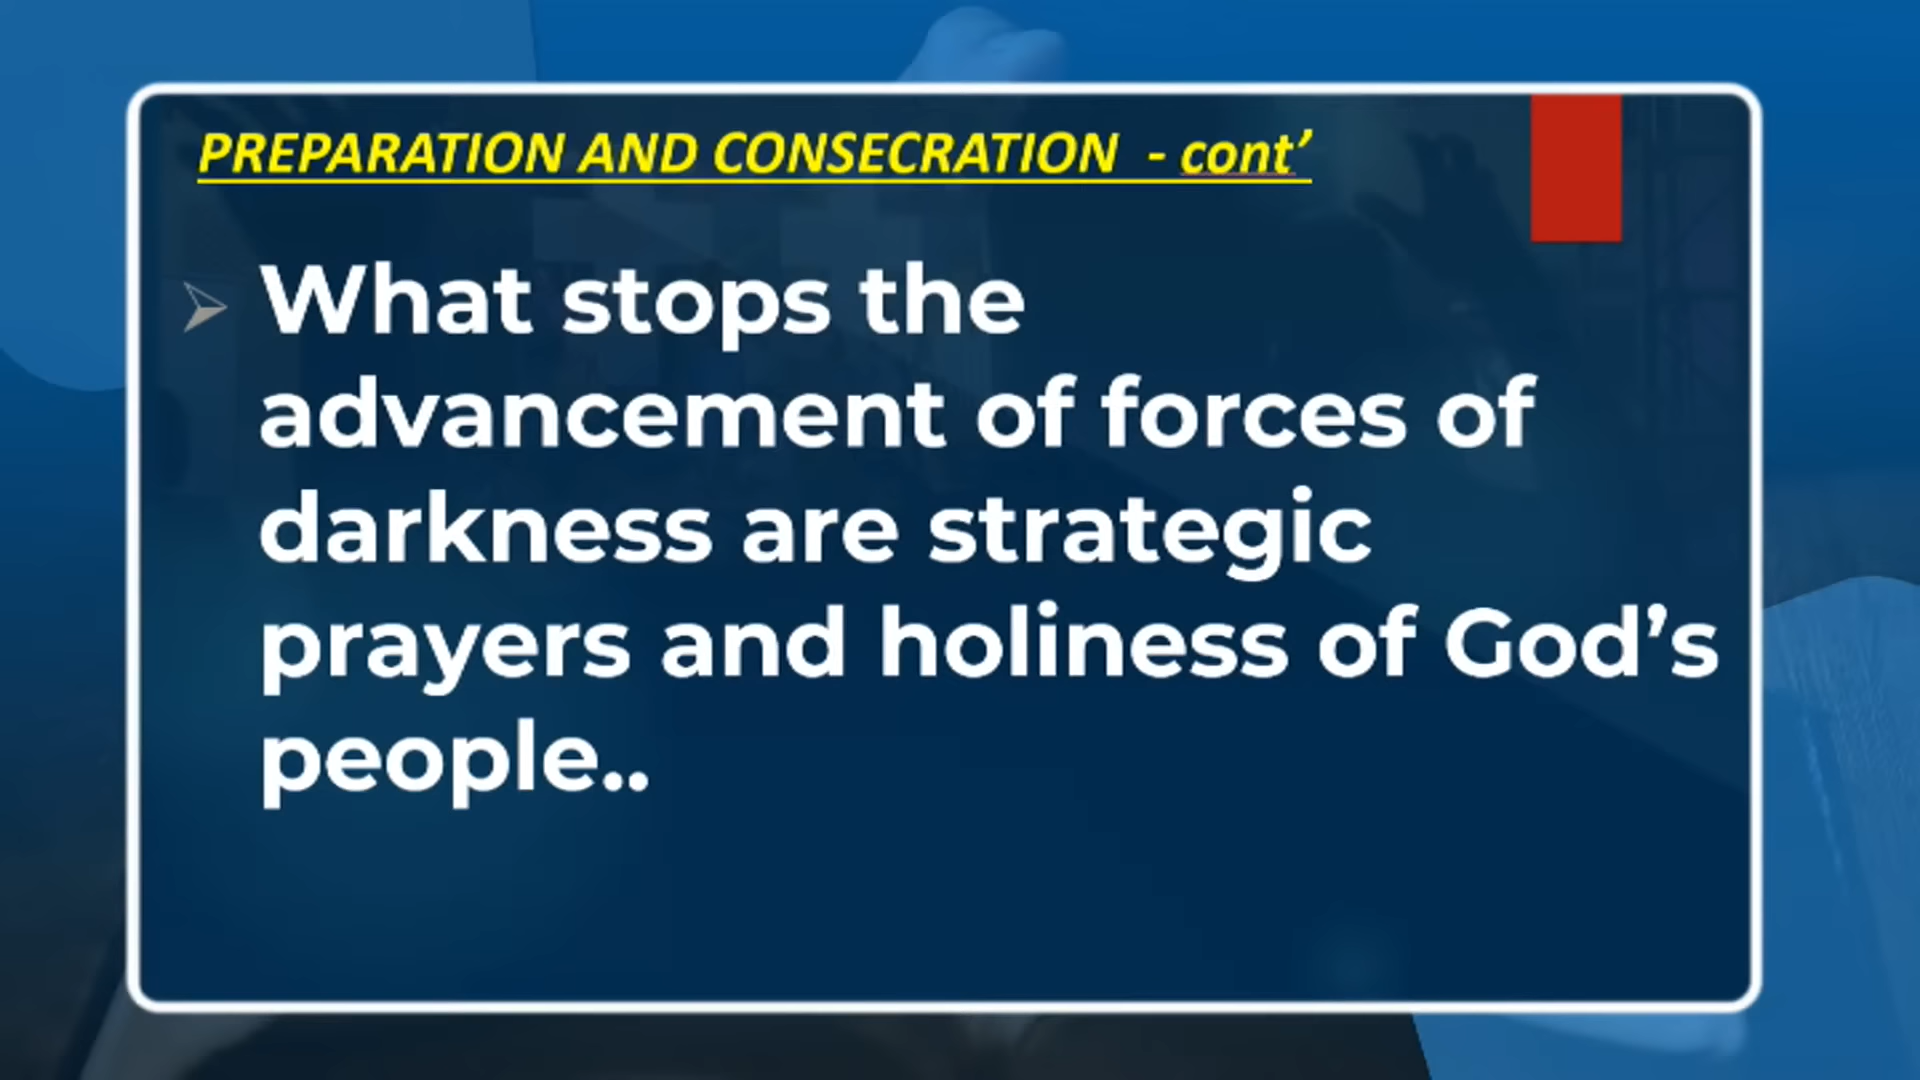 PREPARATION AND CONSECRATION - cont’
What stops the
advancement of forces of
darkness are strategic
prayers and holiness of God’s
people..